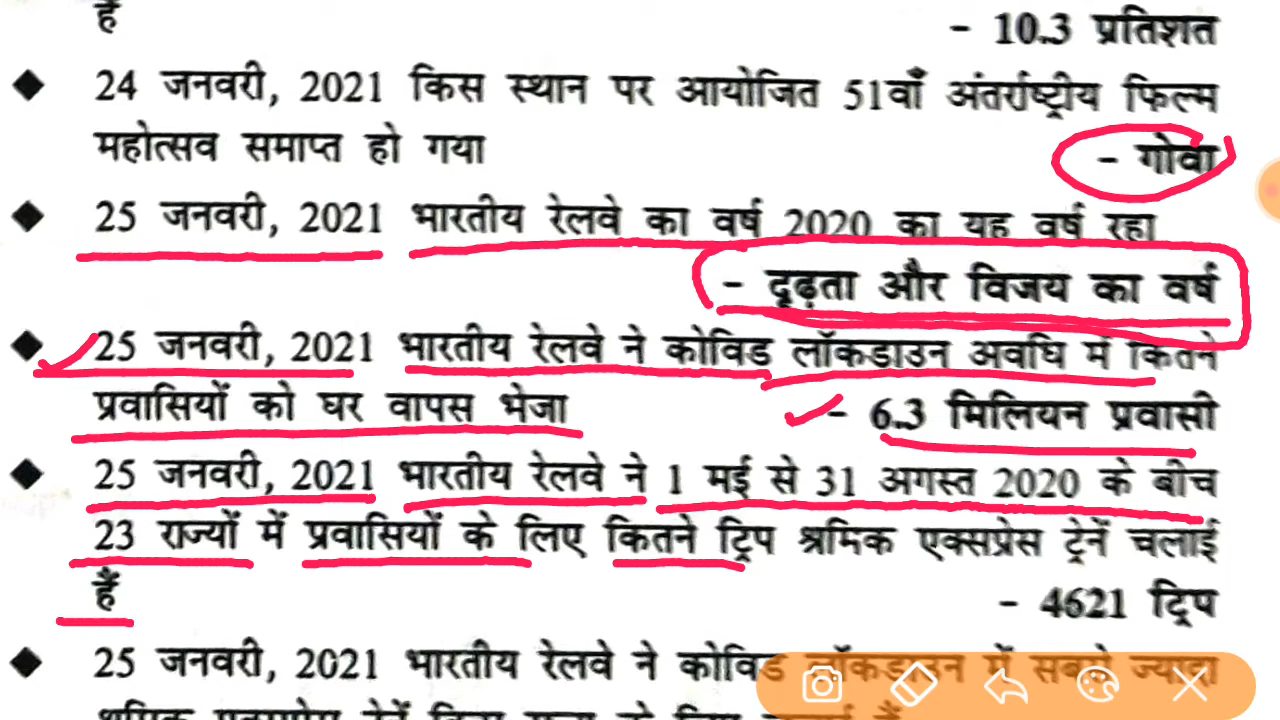 हैं - 10.3 प्रतिशत
◆ 24 जनवरी, 2021 किस स्थान पर आयोजित 51वाँ अंतर्राष्ट्रीय फिल्म
महोत्सव समाप्त हो गया - गोवा
◆ 25 जनवरी, 2021 भारतीय रेलवे का वर्ष 2020 का यह वर्ष रहा
- दृढ़ता और विजय का वर्ष
◆ 25 जनवरी, 2021 भारतीय रेलवे ने कोविड लॉकडाउन अवधि में कितने
प्रवासियों को घर वापस भेजा - 6.3 मिलियन प्रवासी
◆ 25 जनवरी, 2021 भारतीय रेलवे ने 1 मई से 31 अगस्त 2020 के बीच
23 राज्यों में प्रवासियों के लिए कितने ट्रिप श्रमिक एक्सप्रेस ट्रेनें चलाई
हैं - 4621 ट्रिप
◆ 25 जनवरी, 2021 भारतीय रेलवे ने कोविड लॉकडाउन में सबसे ज्यादा